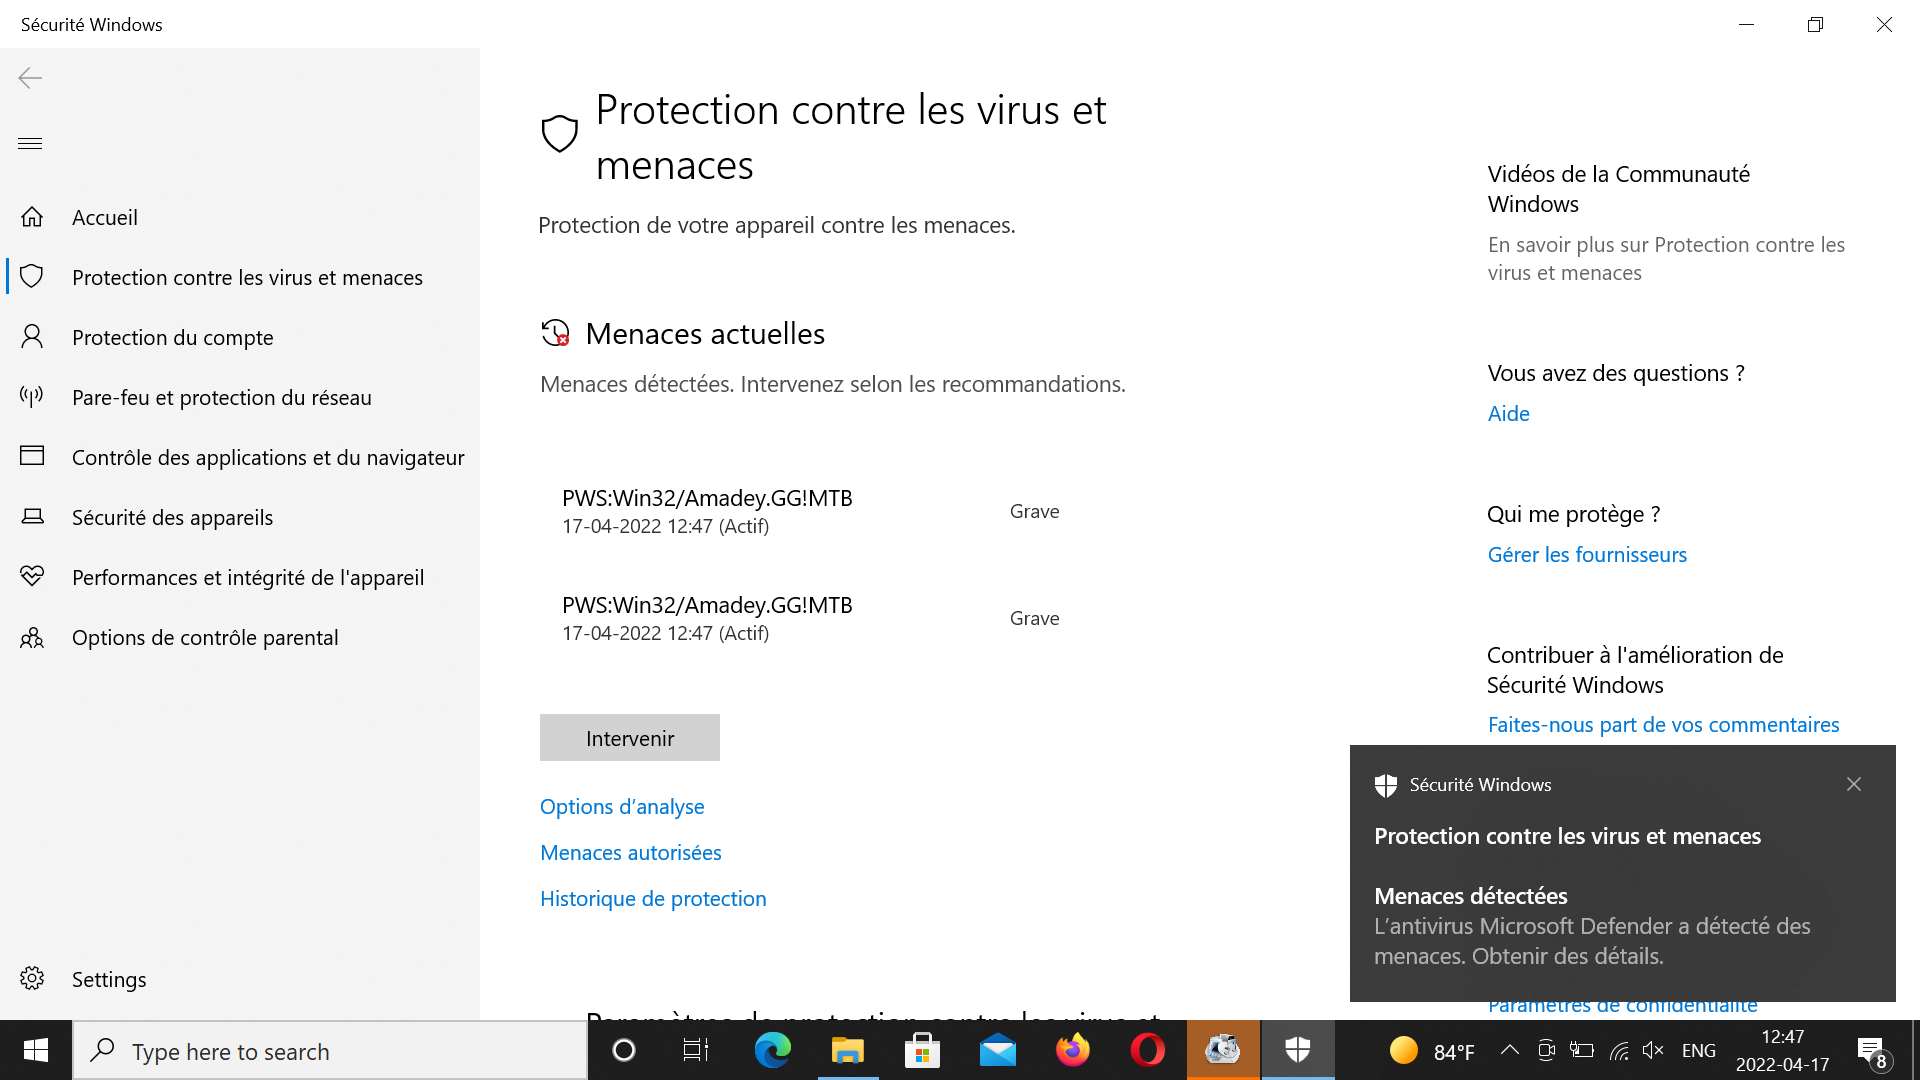 Sécurité Windows
Accueil
Protection contre les virus et menaces
Protection du compte
Pare-feu et protection du réseau
Contrôle des applications et du navigateur
Sécurité des appareils
Performances et intégrité de l'appareil
Options de contrôle parental
Settings
Protection contre les virus et
menaces
Protection de votre appareil contre les menaces.
Menaces actuelles
Menaces détectées. Intervenez selon les recommandations.
PWS:Win32/Amadey.GG!MTB
17-04-2022 12:47 (Actif)
Grave
PWS:Win32/Amadey.GG!MTB
17-04-2022 12:47 (Actif)
Grave
Intervenir
Options d’analyse
Menaces autorisées
Historique de protection
Paramètres de protection contre les virus et
Vidéos de la Communauté
Windows
En savoir plus sur Protection contre les
virus et menaces
Vous avez des questions ?
Aide
Qui me protège ?
Gérer les fournisseurs
Contribuer à l'amélioration de
Sécurité Windows
Faites-nous part de vos commentaires
Sécurité Windows
Protection contre les virus et menaces
Menaces détectées
L’antivirus Microsoft Defender a détecté des
menaces. Obtenir des détails.
Paramètres de confidentialité
Type here to search
84°F
ENG
12:47
2022-04-17
8